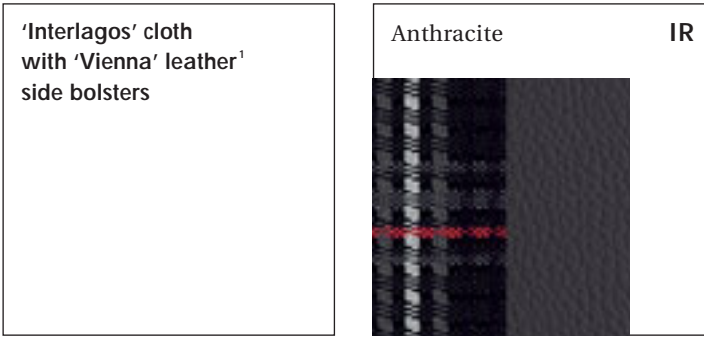 ‘Interlagos’ cloth
with ‘Vienna’ leather¹
side bolsters
Anthracite IR